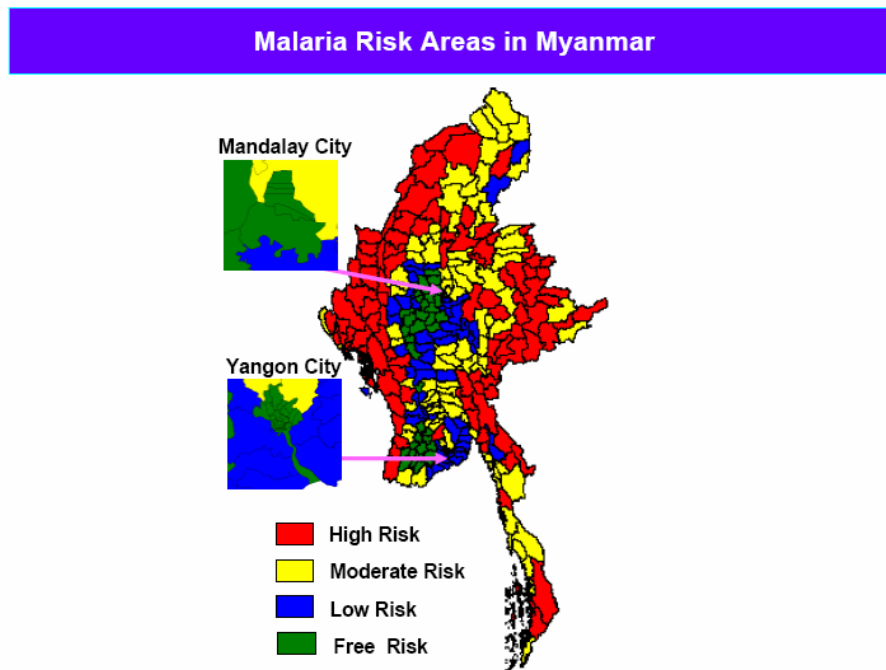 Malaria Risk Areas in Myanmar
Mandalay City
Yangon City
High Risk
Moderate Risk
Low Risk
Free Risk